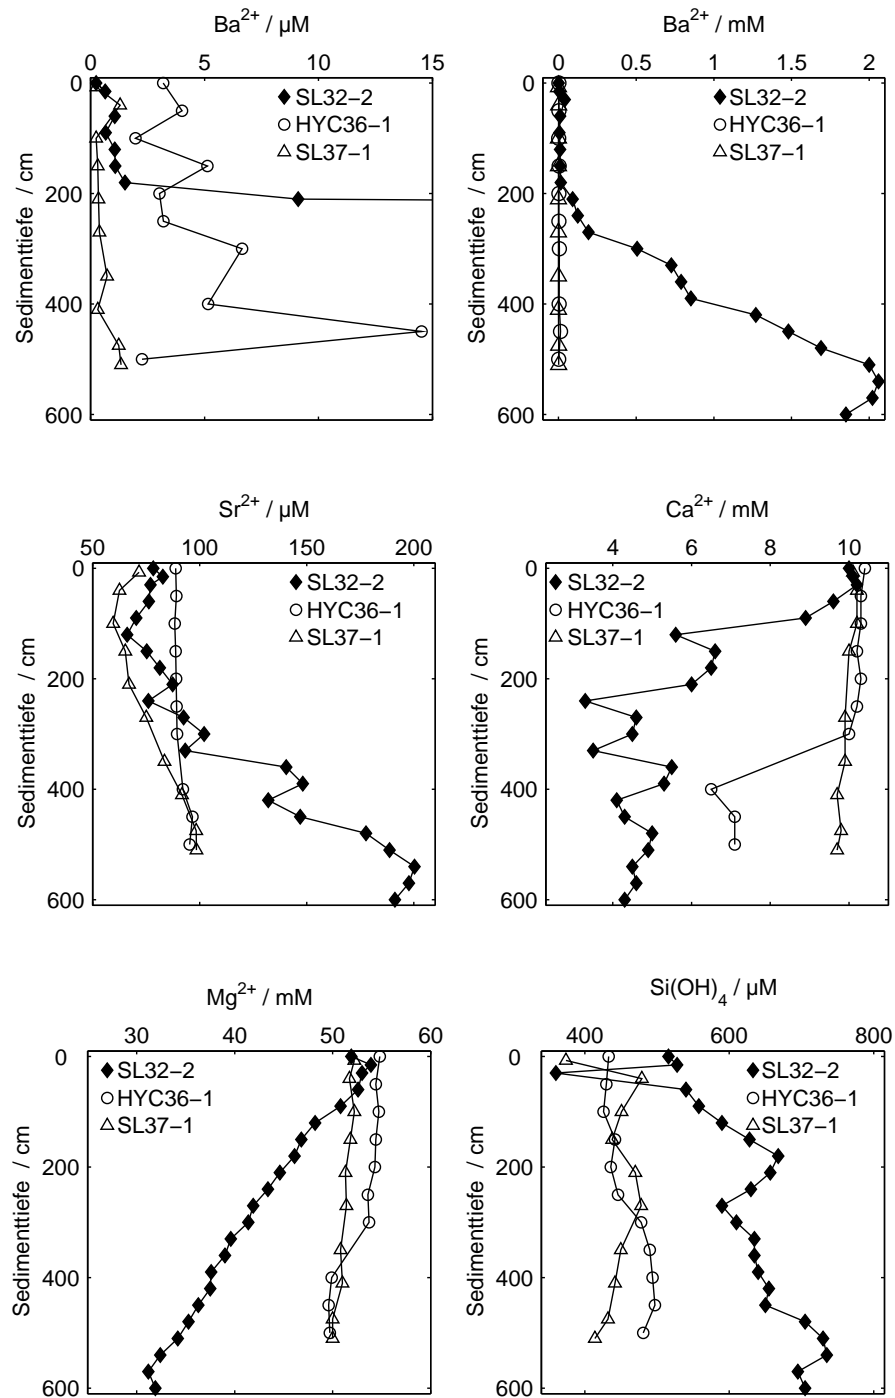 Ba²⁺ / µM
0 5 10 15
0
200
400
600
Sedimenttiefe / cm
SL32−2
HYC36−1
SL37−1
Ba²⁺ / mM
0 0.5 1 1.5 2
0
200
400
600
Sedimenttiefe / cm
SL32−2
HYC36−1
SL37−1
Sr²⁺ / µM
50 100 150 200
0
200
400
600
Sedimenttiefe / cm
SL32−2
HYC36−1
SL37−1
Ca²⁺ / mM
4 6 8 10
0
200
400
600
Sedimenttiefe / cm
SL32−2
HYC36−1
SL37−1
Mg²⁺ / mM
30 40 50 60
0
200
400
600
Sedimenttiefe / cm
SL32−2
HYC36−1
SL37−1
Si(OH)₄ / µM
400 600 800
0
200
400
600
Sedimenttiefe / cm
SL32−2
HYC36−1
SL37−1